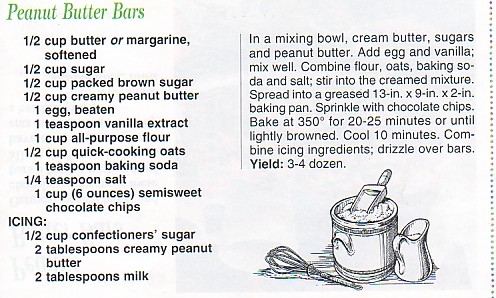 Peanut Butter Bars
1/2 cup butter or margarine,
softened
1/2 cup sugar
1/2 cup packed brown sugar
1/2 cup creamy peanut butter
1 egg, beaten
1 teaspoon vanilla extract
1 cup all-purpose flour
1/2 cup quick-cooking oats
1 teaspoon baking soda
1/4 teaspoon salt
1 cup (6 ounces) semisweet
chocolate chips
ICING:
1/2 cup confectioners' sugar
2 tablespoons creamy peanut
butter
2 tablespoons milk
In a mixing bowl, cream butter, sugars
and peanut butter. Add egg and vanilla;
mix well. Combine flour, oats, baking so-
da and salt; stir into the creamed mixture.
Spread into a greased 13-in. x 9-in. x 2-in.
baking pan. Sprinkle with chocolate chips.
Bake at 350° for 20-25 minutes or until
lightly browned. Cool 10 minutes. Com-
bine icing ingredients; drizzle over bars.
Yield: 3-4 dozen.